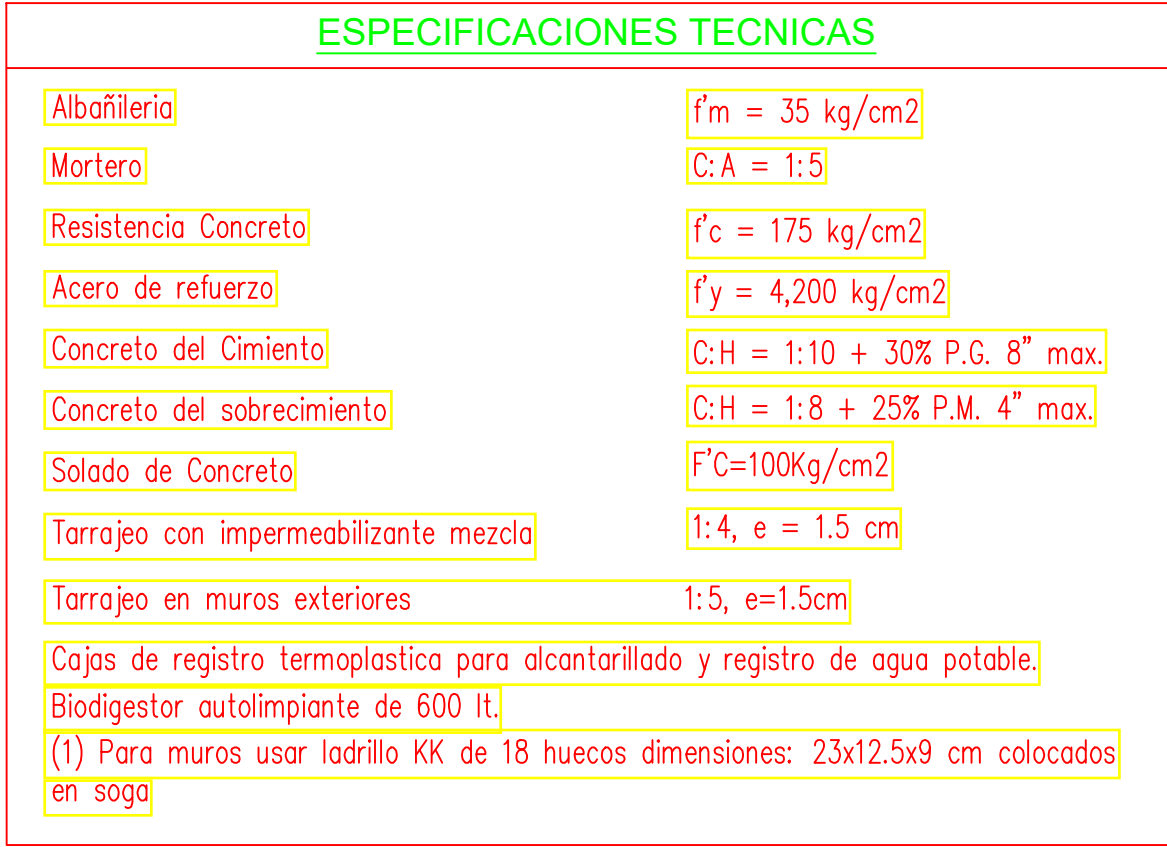 ESPECIFICACIONES TECNICAS
Albañileria f'm = 35 kg/cm2
Mortero C:A = 1:5
Resistencia Concreto f'c = 175 kg/cm2
Acero de refuerzo f'y = 4,200 kg/cm2
Concreto del Cimiento C:H = 1:10 + 30% P.G. 8" max.
Concreto del sobrecimiento C:H = 1:8 + 25% P.M. 4" max.
Solado de Concreto F'C=100Kg/cm2
Tarrajeo con impermeabilizante mezcla 1:4, e = 1.5 cm
Tarrajeo en muros exteriores 1:5, e=1.5cm
Cajas de registro termoplastica para alcantarillado y registro de agua potable.
Biodigestor autolimpiante de 600 lt.
(1) Para muros usar ladrillo KK de 18 huecos dimensiones: 23x12.5x9 cm colocados
en soga